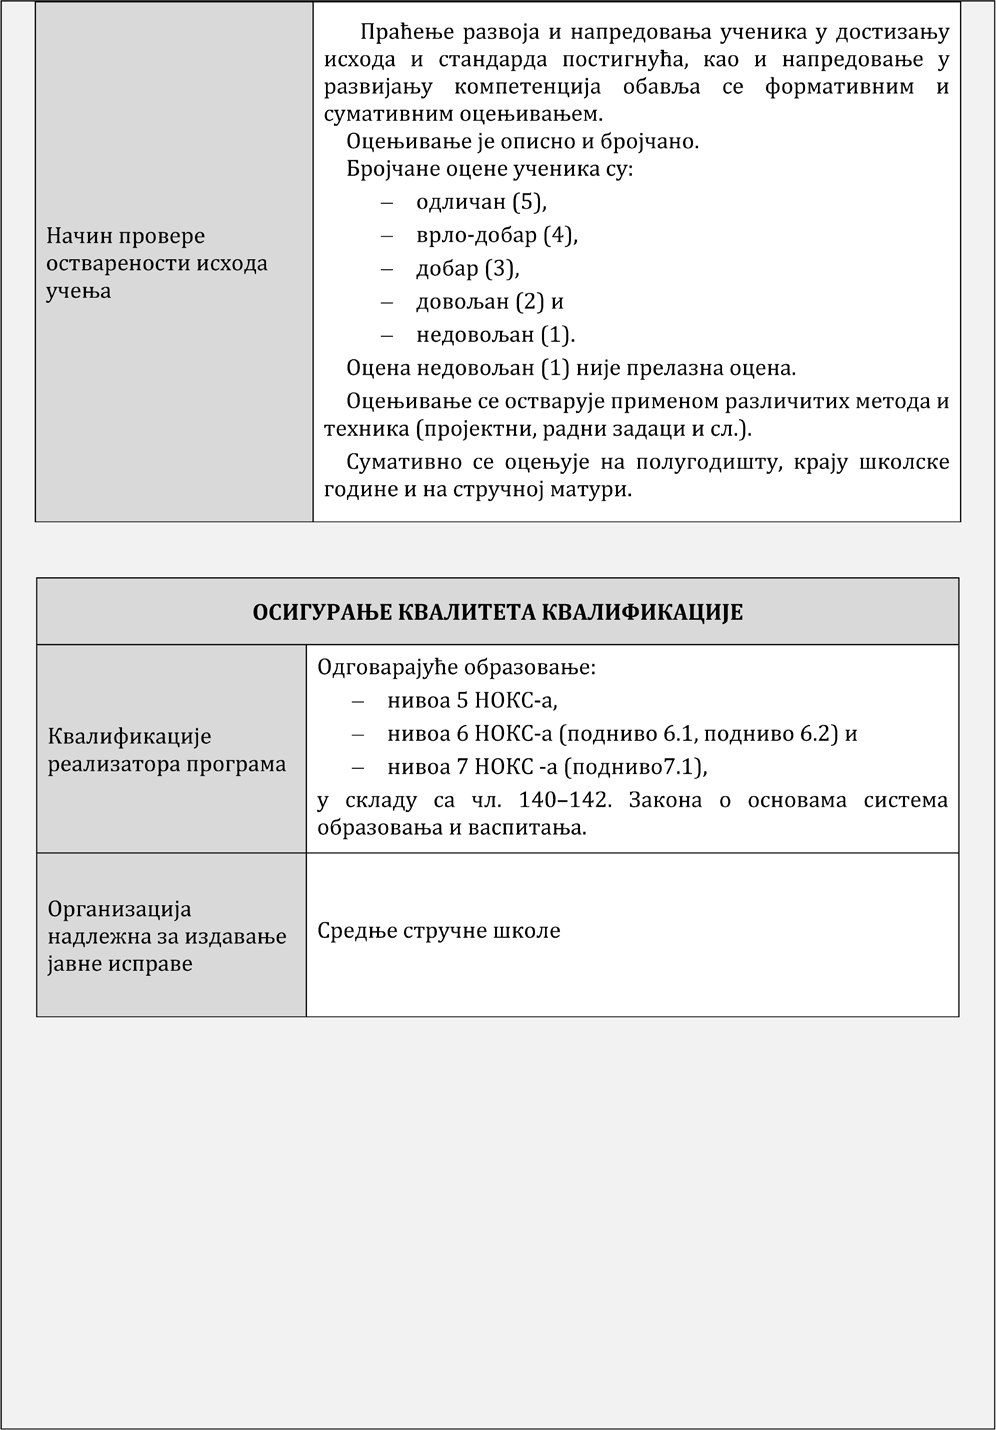 Начин провере
остварености исхода
учења
Праћење развоја и напредовања ученика у достизању
исхода и стандарда постигнућа, као и напредовање у
развијању компетенција обавља се формативним и
сумативним оцењивањем.
Оцењивање је описно и бројчано.
Бројчане оцене ученика су:
– одличан (5),
– врло-добар (4),
– добар (3),
– довољан (2) и
– недовољан (1).
Оцена недовољан (1) није прелазна оцена.
Оцењивање се остварује применом различитих метода и
техника (пројектни, радни задаци и сл.).
Сумативно се оцењује на полугодишту, крају школске
године и на стручној матури.
ОСИГУРАЊЕ КВАЛИТЕТА КВАЛИФИКАЦИЈЕ
Квалификације
реализатора програма
Одговарајуће образовање:
– нивоа 5 НОКС-а,
– нивоа 6 НОКС-а (подниво 6.1, подниво 6.2) и
– нивоа 7 НОКС -а (подниво7.1),
у складу са чл. 140–142. Закона о основама система
образовања и васпитања.
Организација
надлежна за издавање
јавне исправе
Средње стручне школе